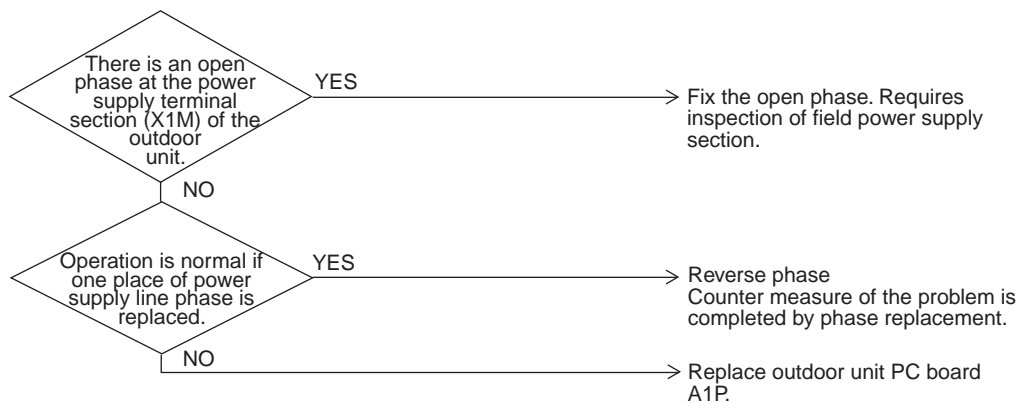 There is an open
phase at the power
supply terminal
section (X1M) of the
outdoor
unit.
YES
Fix the open phase. Requires
inspection of field power supply
section.
NO
Operation is normal if
one place of power
supply line phase is
replaced.
YES
Reverse phase
Counter measure of the problem is
completed by phase replacement.
NO
Replace outdoor unit PC board
A1P.